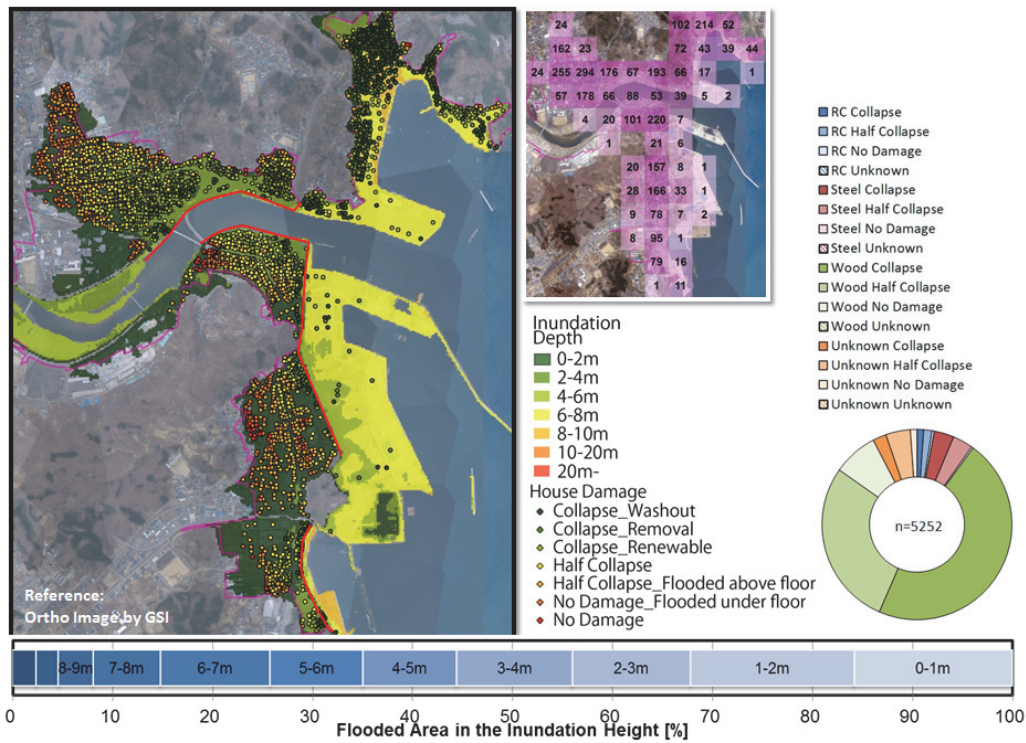 24 102 214 52
162 23 72 43 39 44
24 255 294 176 67 193 66 17 1
57 178 66 88 53 39 5 2
4 20 101 220 7
1 21 6
20 157 8 1
28 166 33 1
9 78 7 2
8 95 1
79 16
1 11
RC Collapse
RC Half Collapse
RC No Damage
RC Unknown
Steel Collapse
Steel Half Collapse
Steel No Damage
Steel Unknown
Wood Collapse
Wood Half Collapse
Wood No Damage
Wood Unknown
Unknown Collapse
Unknown Half Collapse
Unknown No Damage
Unknown Unknown
Inundation
Depth
0-2m
2-4m
4-6m
6-8m
8-10m
10-20m
20m-
House Damage
Collapse_Washout
Collapse_Removal
Collapse_Renewable
Half Collapse
Half Collapse_Flooded above floor
No Damage_Flooded under floor
No Damage
n=5252
Reference:
Ortho Image by GSI
8-9m 7-8m 6-7m 5-6m 4-5m 3-4m 2-3m 1-2m 0-1m
0 10 20 30 40 50 60 70 80 90 100
Flooded Area in the Inundation Height [%]